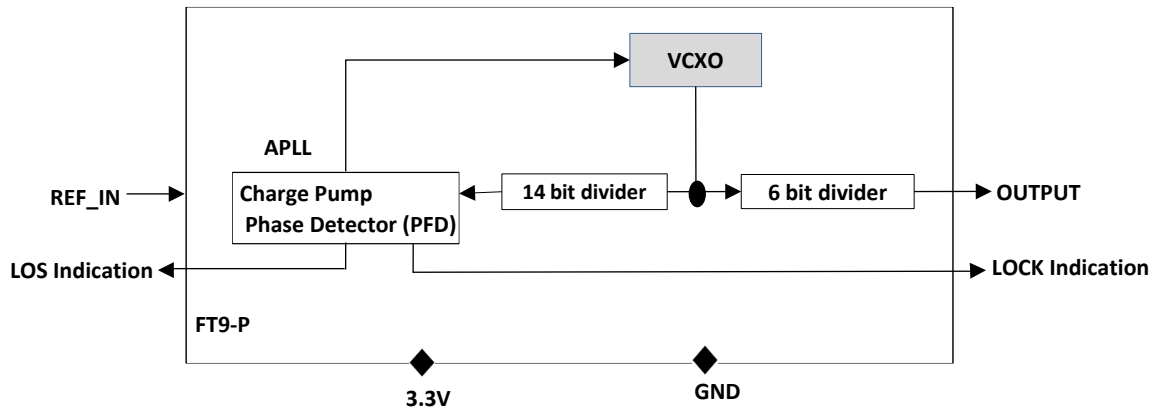 VCXO
APLL
REF_IN
Charge Pump
Phase Detector (PFD)
14 bit divider
6 bit divider
OUTPUT
LOS Indication
LOCK Indication
FT9-P
3.3V
GND